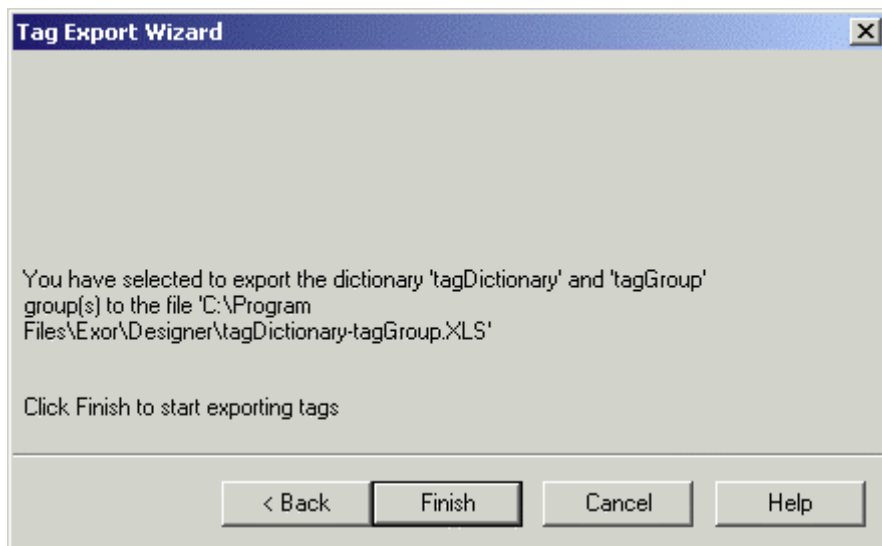 Tag Export Wizard
You have selected to export the dictionary 'tagDictionary' and 'tagGroup'
group(s) to the file 'C:\Program
Files\Exor\Designer\tagDictionary-tagGroup.XLS'
Click Finish to start exporting tags
< Back Finish Cancel Help